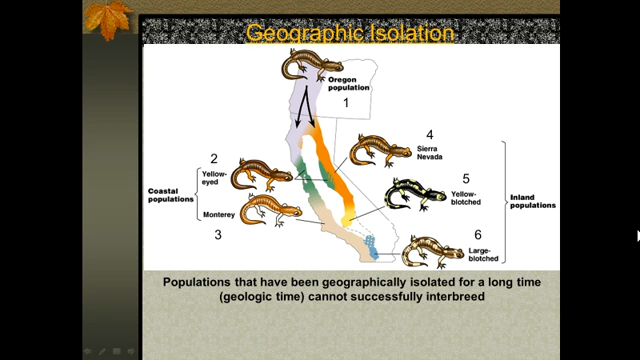 Geographic Isolation
Oregon
population
1
4
Sierra
Nevada
2
Yellow-
eyed
5
Yellow-
blotched
Coastal
populations
Inland
populations
Monterey
3
6
Large-
blotched
Populations that have been geographically isolated for a long time
(geologic time) cannot successfully interbreed